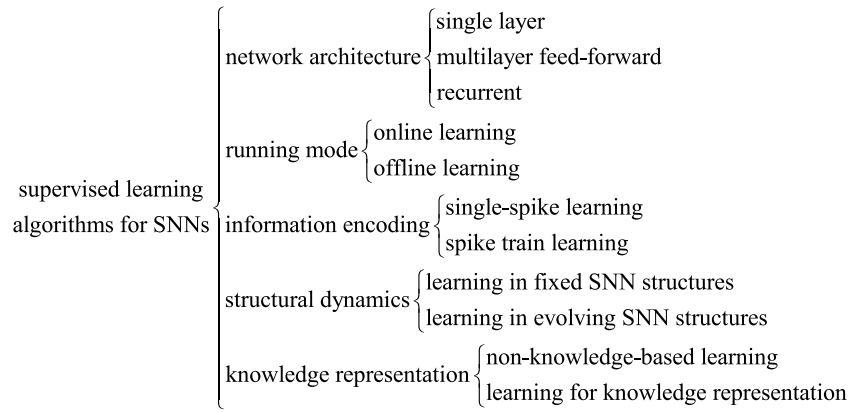 supervised learning
algorithms for SNNs
network architecture
single layer
multilayer feed-forward
recurrent
running mode
online learning
offline learning
information encoding
single-spike learning
spike train learning
structural dynamics
learning in fixed SNN structures
learning in evolving SNN structures
knowledge representation
non-knowledge-based learning
learning for knowledge representation